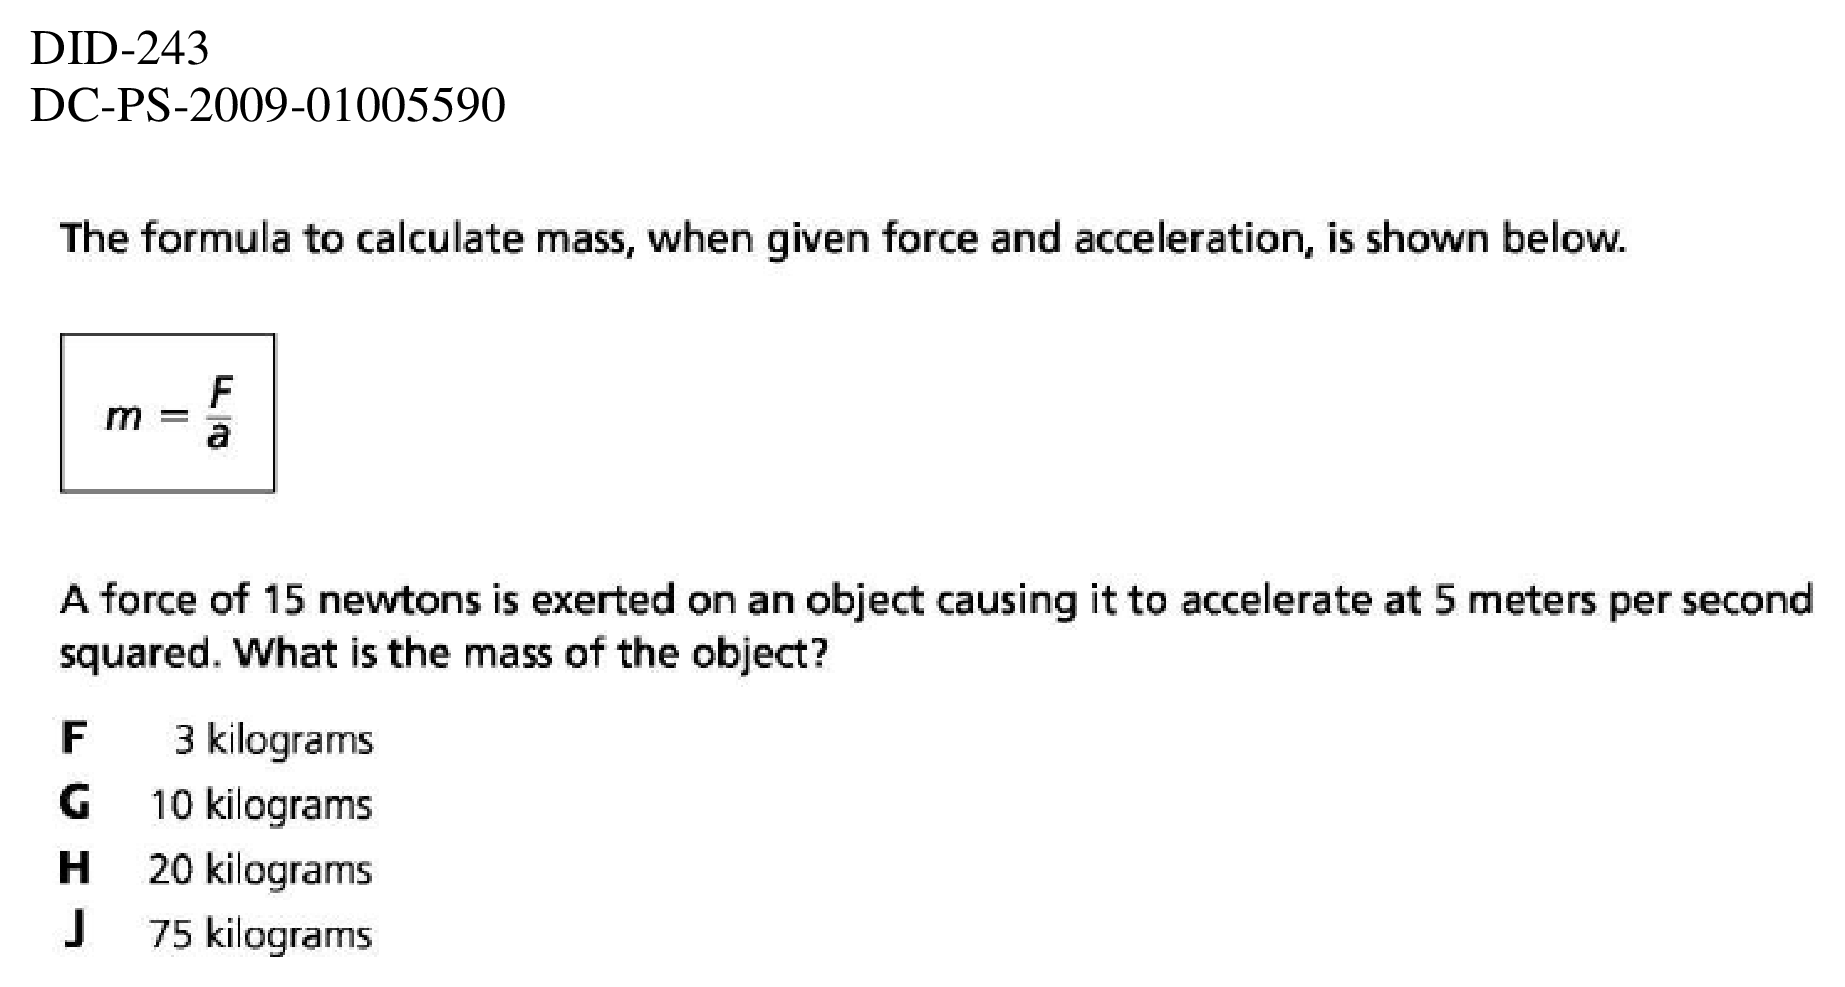 DID-243
DC-PS-2009-01005590
The formula to calculate mass, when given force and acceleration, is shown below.
m = F/a
A force of 15 newtons is exerted on an object causing it to accelerate at 5 meters per second
squared. What is the mass of the object?
F 3 kilograms
G 10 kilograms
H 20 kilograms
J 75 kilograms